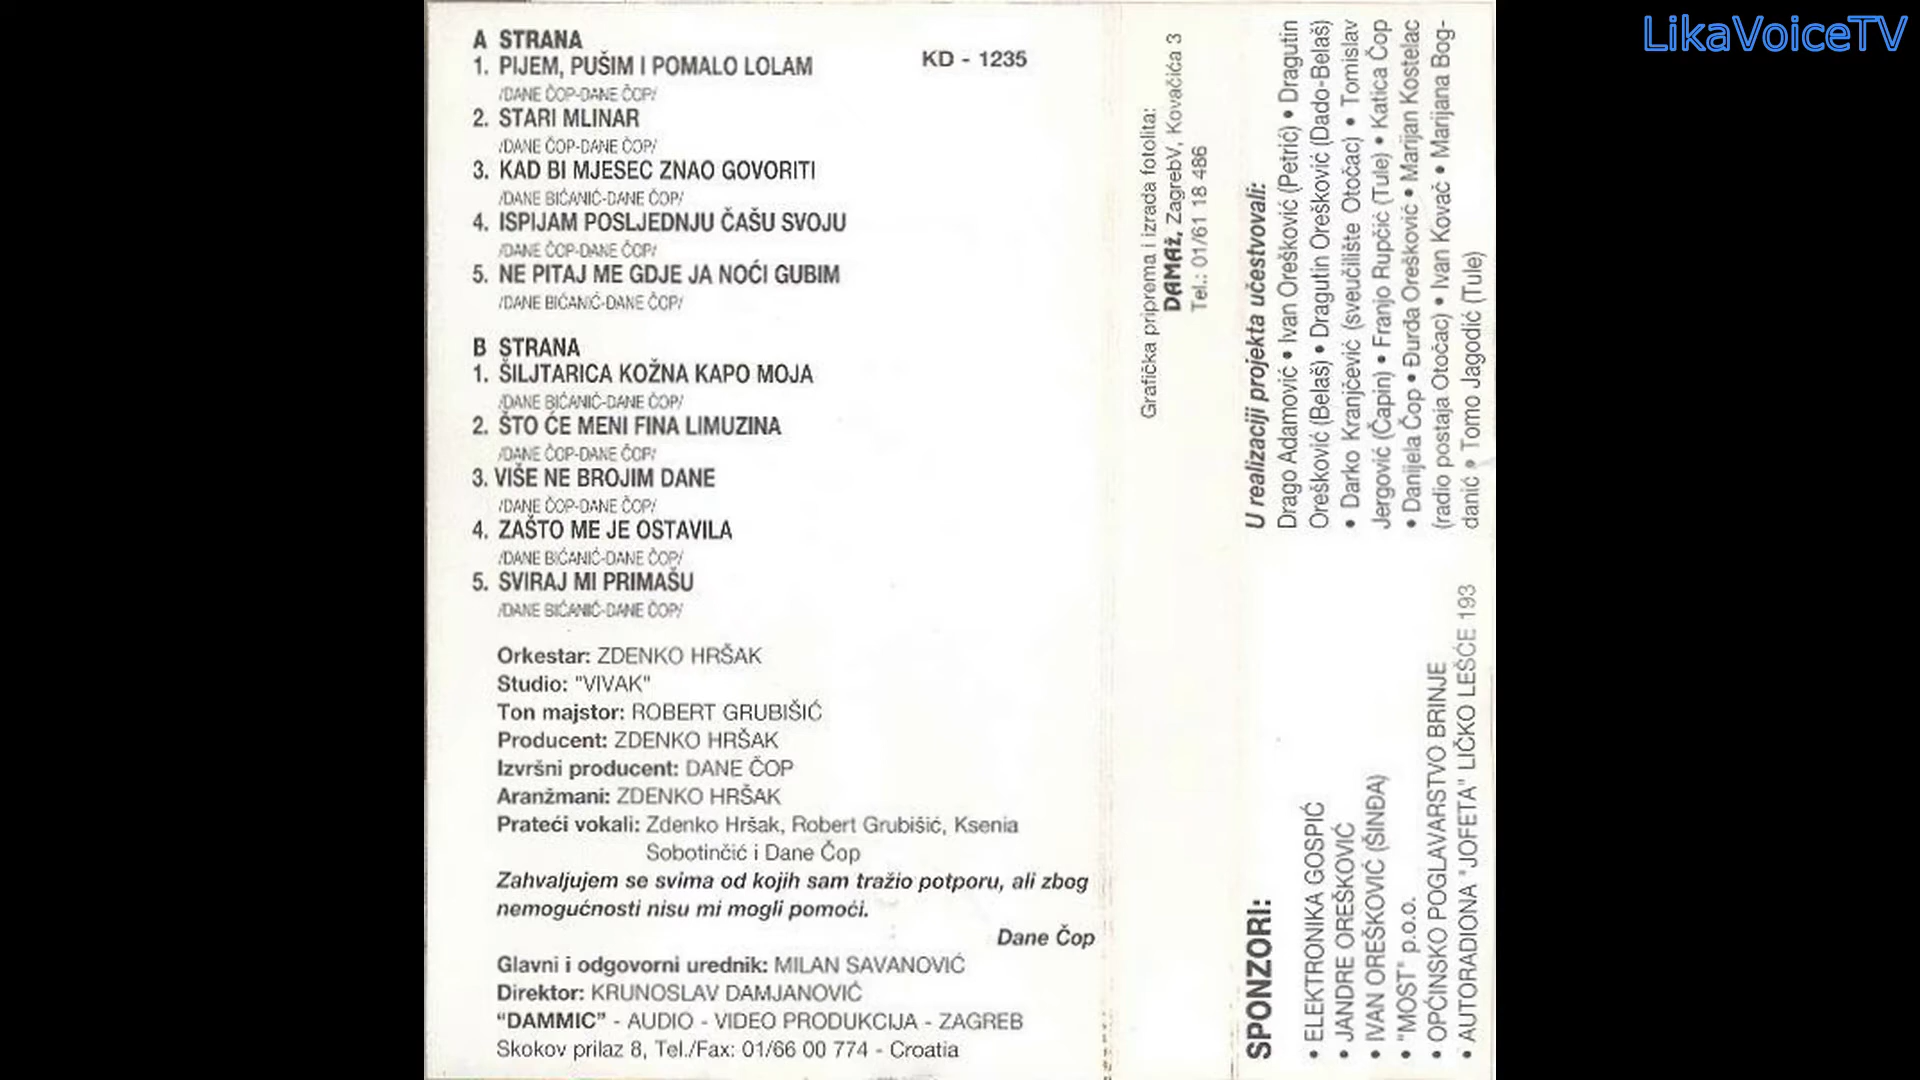 LikaVoiceTV
A STRANA
KD - 1235
1. PIJEM, PUŠIM I POMALO LOLAM
/DANE ČOP-DANE ČOP/
2. STARI MLINAR
/DANE ČOP-DANE ČOP/
3. KAD BI MJESEC ZNAO GOVORITI
/DANE BIĆANIĆ-DANE ČOP/
4. ISPIJAM POSLJEDNJU ČAŠU SVOJU
/DANE ČOP-DANE ČOP/
5. NE PITAJ ME GDJE JA NOĆI GUBIM
/DANE BIĆANIĆ-DANE ČOP/
B STRANA
1. ŠILJTARICA KOŽNA KAPO MOJA
/DANE BIĆANIĆ-DANE ČOP/
2. ŠTO ĆE MENI FINA LIMUZINA
/DANE ČOP-DANE ČOP/
3. VIŠE NE BROJIM DANE
/DANE ČOP-DANE ČOP/
4. ZAŠTO ME JE OSTAVILA
/DANE BIĆANIĆ-DANE ČOP/
5. SVIRAJ MI PRIMAŠU
/DANE BIĆANIĆ-DANE ČOP/
Orkestar: ZDENKO HRŠAK
Studio: "VIVAK"
Ton majstor: ROBERT GRUBIŠIĆ
Producent: ZDENKO HRŠAK
Izvršni producent: DANE ČOP
Aranžmani: ZDENKO HRŠAK
Prateći vokali: Zdenko Hršak, Robert Grubišić, Ksenia
Sobotinčić i Dane Čop
Zahvaljujem se svima od kojih sam tražio potporu, ali zbog
nemogućnosti nisu mi mogli pomoći.
Dane Čop
Glavni i odgovorni urednik: MILAN SAVANOVIĆ
Direktor: KRUNOSLAV DAMJANOVIĆ
“DAMMIC” - AUDIO - VIDEO PRODUKCIJA - ZAGREB
Skokov prilaz 8, Tel./Fax: 01/66 00 774 - Croatia
Grafička priprema i izrada fotolita:
DAMAž, ZagrebV, Kovačićа 3
Tel.: 01/61 18 486
U realizaciji projekta učestvovali:
Drago Adamović • Ivan Orešković (Petrić) • Dragutin
Orešković (Belaš) • Dragutin Orešković (Dado-Belaš)
• Darko Kranjčević (sveučilište Otočac) • Tomislav
Jergović (Čapin) • Franjo Rupčić (Tule) • Katica Čop
• Danijela Čop • Đurđa Orešković • Marijan Kostelac
(radio postaja Otočac) • Ivan Kovač • Marijana Bog-
danić • Tomo Jagodić (Tule)
SPONZORI:
• ELEKTRONIKA GOSPIĆ
• JANDRE OREŠKOVIĆ
• IVAN OREŠKOVIĆ (ŠINĐA)
• "MOST" p.o.o.
• OPĆINSKO POGLAVARSTVO BRINJE
• AUTORADIONA "JOFETA" LIČKO LEŠĆE 193